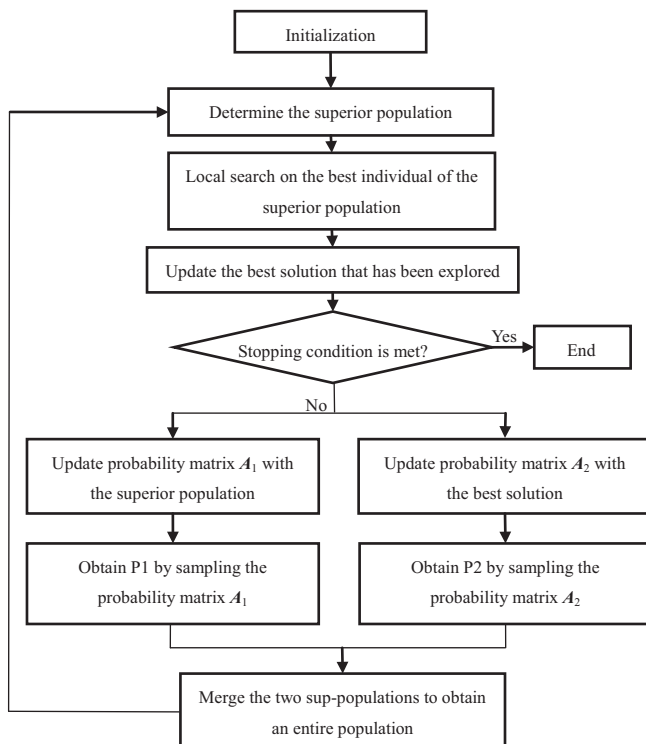 Initialization
Determine the superior population
Local search on the best individual of the
superior population
Update the best solution that has been explored
Stopping condition is met?
Yes
End
No
Update probability matrix A1 with
the superior population
Update probability matrix A2 with
the best solution
Obtain P1 by sampling the
probability matrix A1
Obtain P2 by sampling the
probability matrix A2
Merge the two sup-populations to obtain
an entire population